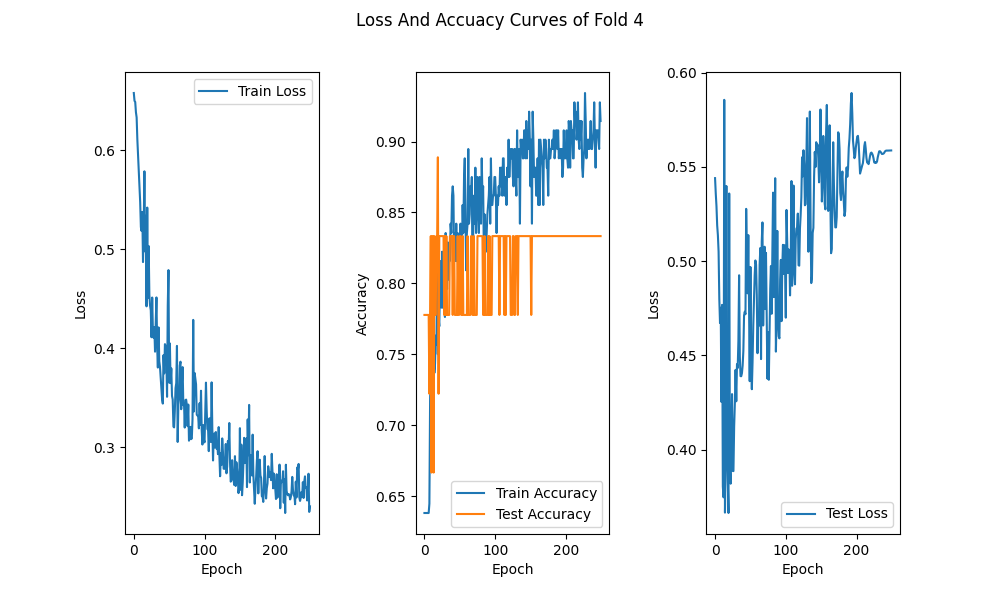 Loss And Accuacy Curves of Fold 4
Train Loss
0.6
0.5
0.4
0.3
Loss
0
100
200
Epoch
0.90
0.85
0.80
0.75
0.70
0.65
Accuracy
Train Accuracy
Test Accuracy
0
100
200
Epoch
0.60
0.55
0.50
0.45
0.40
Loss
Test Loss
0
100
200
Epoch